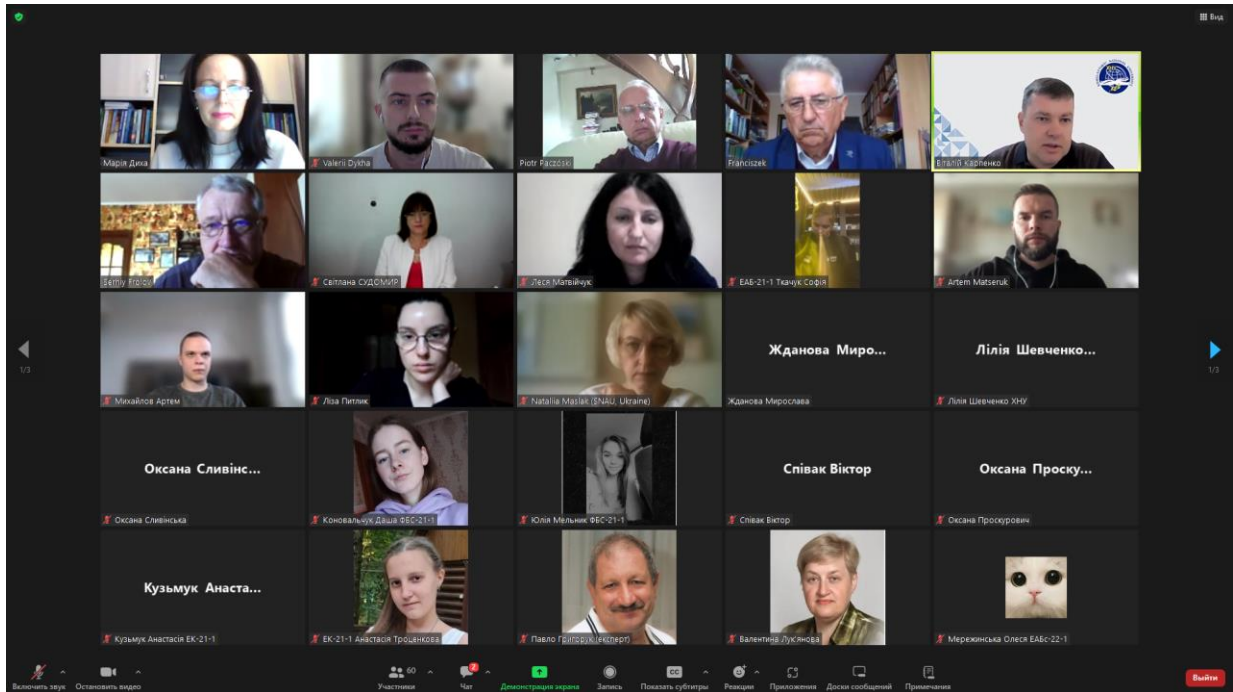 Вид
Марія Диха
Valerii Dykha
Piotr Paczóski
Franciszek
Віталій Карпенко
Serhiy Frolov
Світлана СУДОМИР
Леся Матвійчук
ЕАБ-21-1 Ткачук Софія
Artem Matseruk
Михайлов Артем
Ліза Питлик
Nataliia Maslak (SNAU, Ukraine)
Жданова Миро...
Жданова Мирослава
Лілія Шевченко...
Лілія Шевченко ХНУ
1/3
1/3
Оксана Сливінс...
Оксана Сливінська
Коновальчук Даша ФБС-21-1
Юлія Мельник ФБС-21-1
Співак Віктор
Співак Віктор
Оксана Проску...
Оксана Проскурович
Кузьмук Анаста...
Кузьмук Анастасія ЕК-21-1
ЕК-21-1 Анастасія Троценкова
Павло Григорук (експерт)
Валентина Лук'янова
Мережинська Олеся ЕАБс-22-1
Включить звук
Остановить видео
60
Участники
2
Чат
Демонстрация экрана
Запись
CC
Показать субтитры
Реакции
Приложения
Доски сообщений
Примечания
Выйти